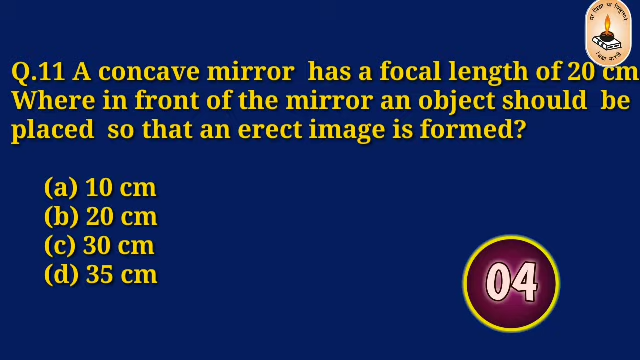 Q.11 A concave mirror has a focal length of 20 cm
Where in front of the mirror an object should be
placed so that an erect image is formed?
(a) 10 cm
(b) 20 cm
(c) 30 cm
(d) 35 cm
04